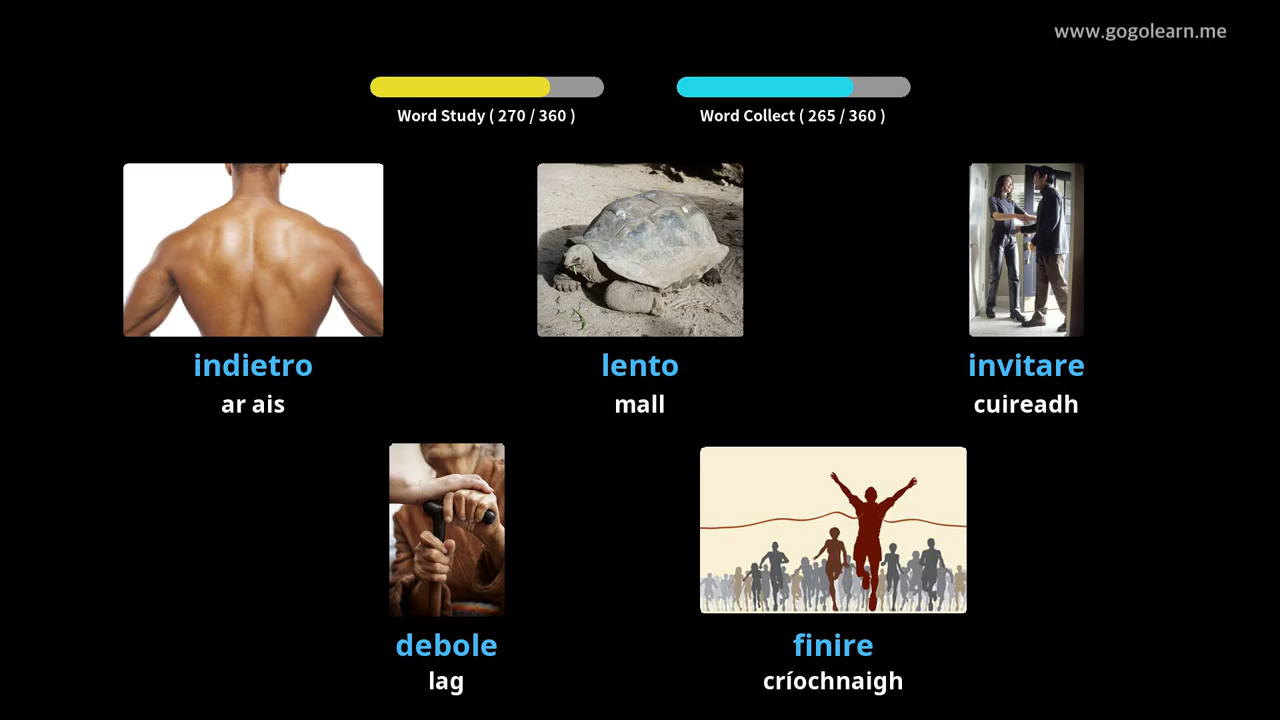 www.gogolearn.me
Word Study ( 270 / 360 )
Word Collect ( 265 / 360 )
indietro
ar ais
lento
mall
invitare
cuireadh
debole
lag
finire
críochnaigh